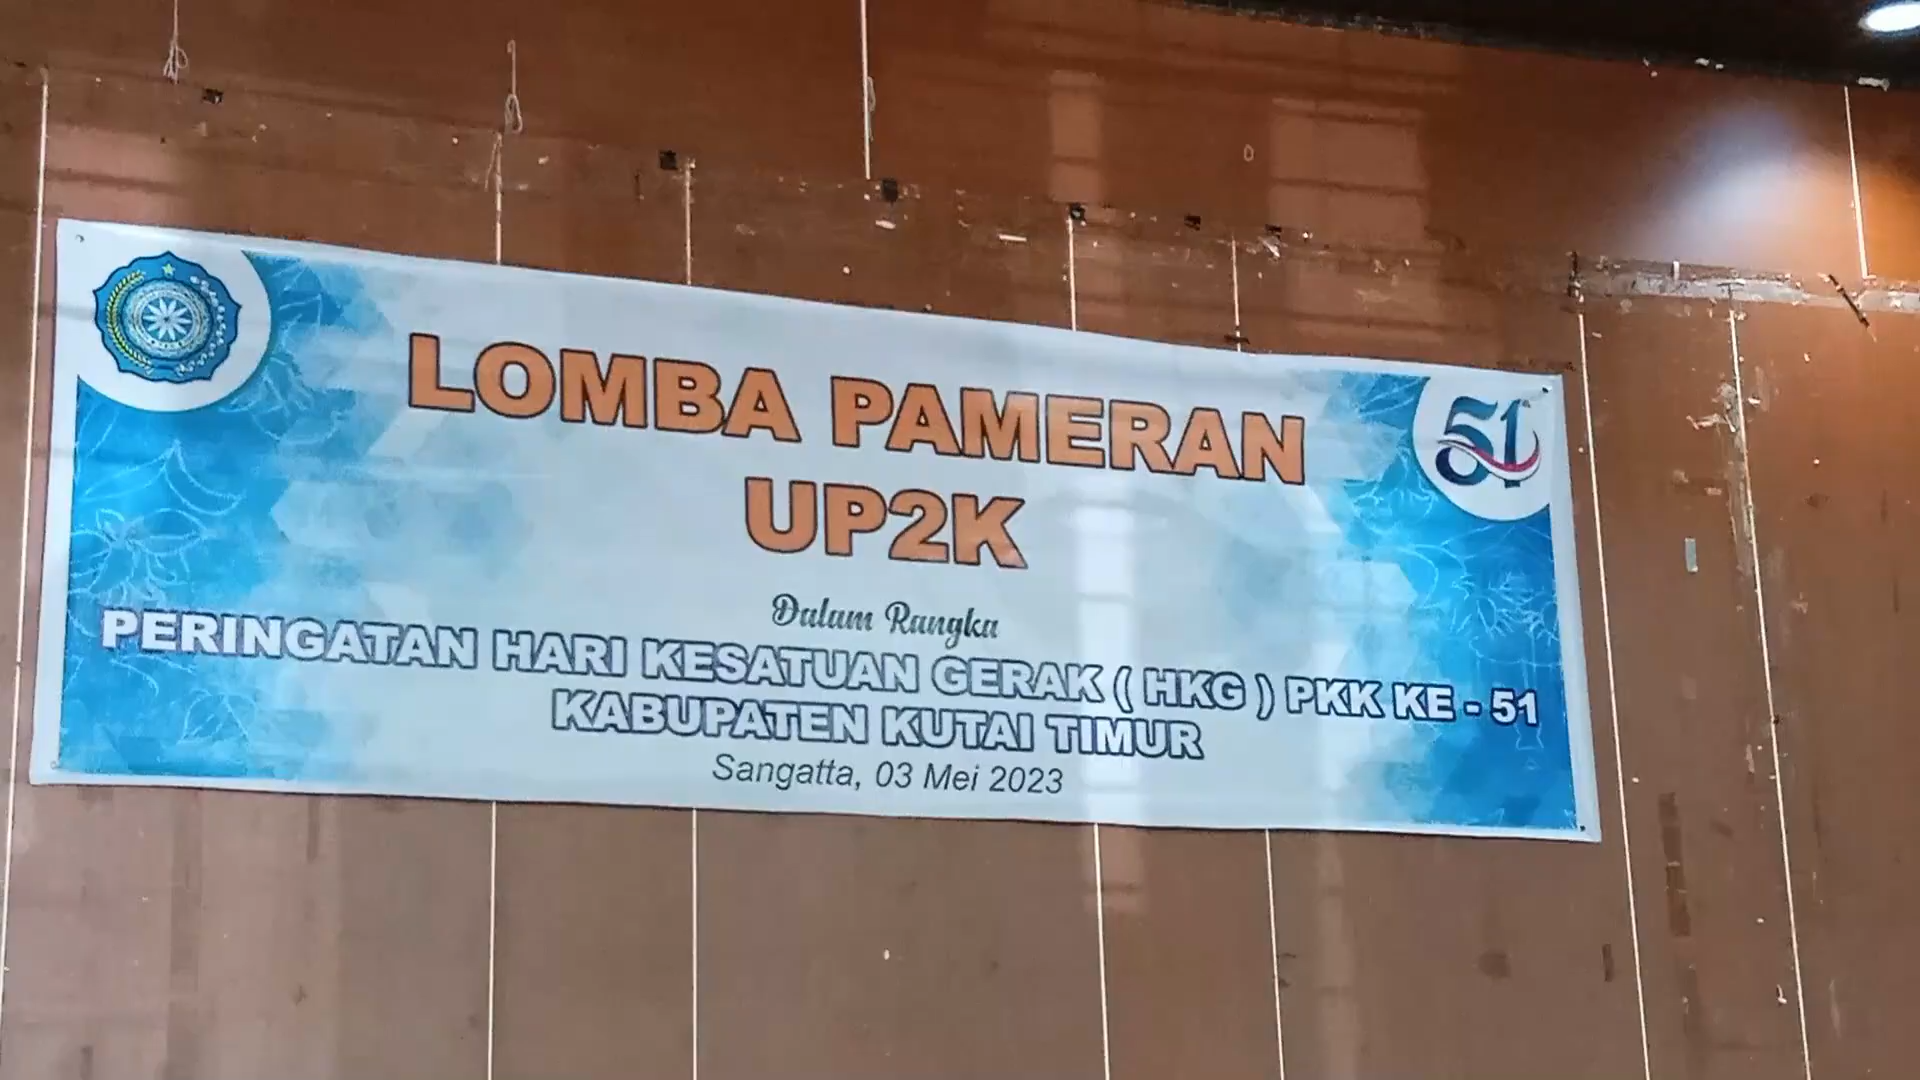 LOMBA PAMERAN
51
UP2K
Dalam Rangka
PERINGATAN HARI KESATUAN GERAK ( HKG ) PKK KE - 51
KABUPATEN KUTAI TIMUR
Sangatta, 03 Mei 2023